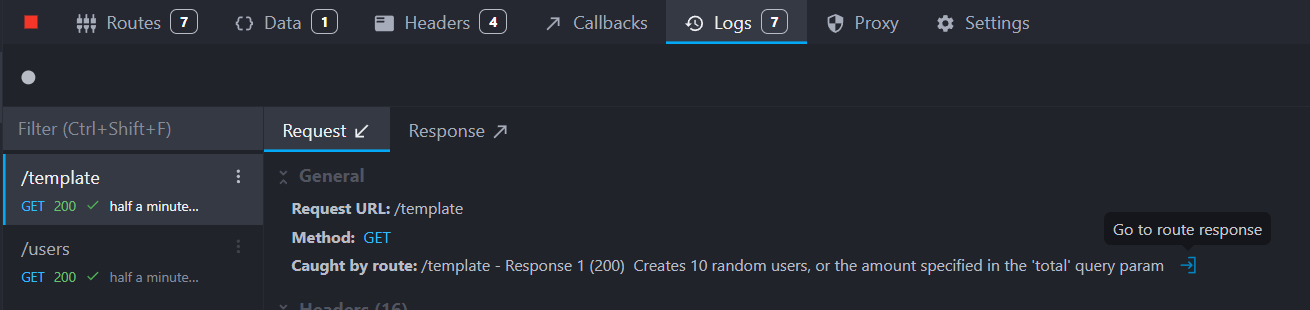 Routes 7 Data 1 Headers 4 Callbacks Logs 7 Proxy Settings
Filter (Ctrl+Shift+F)
Request Response
/template
GET 200 half a minute...
/users
GET 200 half a minute...
General
Request URL: /template
Method: GET
Go to route response
Caught by route: /template - Response 1 (200) Creates 10 random users, or the amount specified in the 'total' query param
Headers (16)